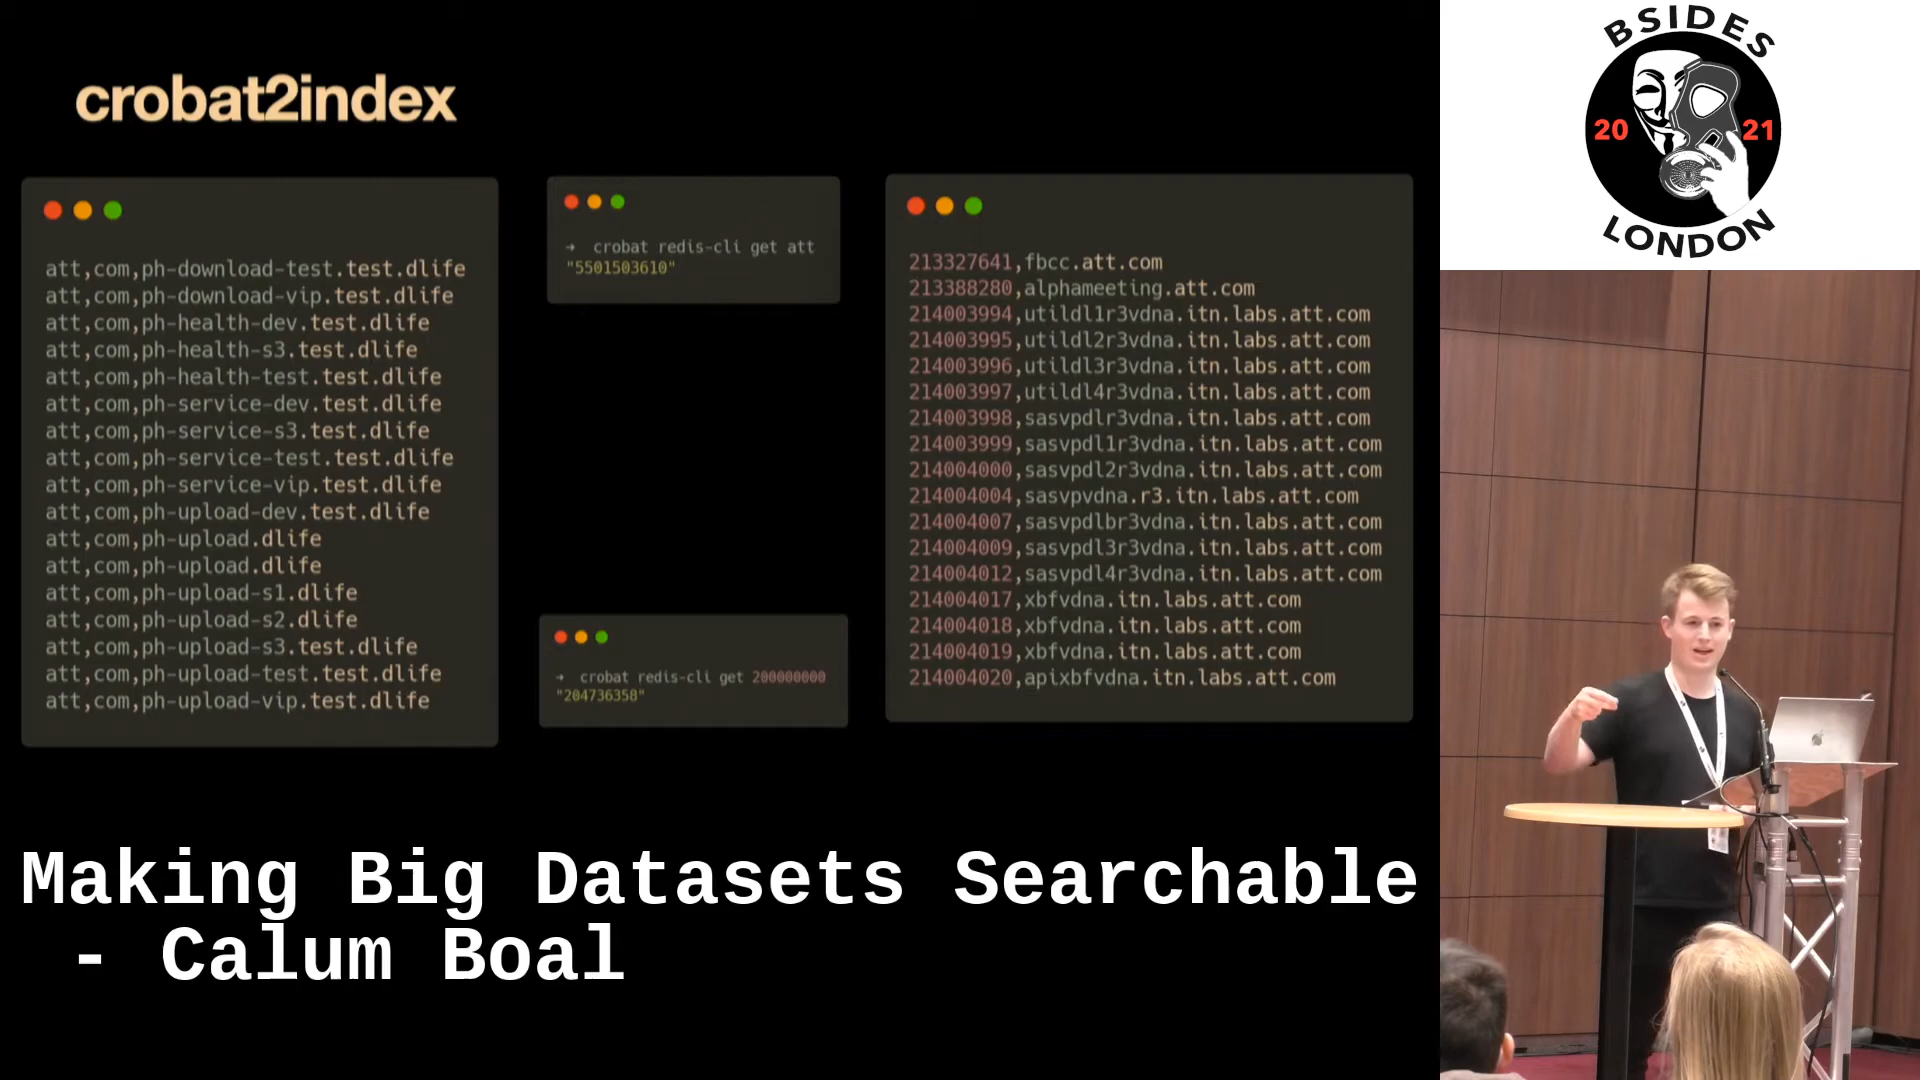 crobat2index
att,com,ph-download-test.test.dlife
att,com,ph-download-vip.test.dlife
att,com,ph-health-dev.test.dlife
att,com,ph-health-s3.test.dlife
att,com,ph-health-test.test.dlife
att,com,ph-service-dev.test.dlife
att,com,ph-service-s3.test.dlife
att,com,ph-service-test.test.dlife
att,com,ph-service-vip.test.dlife
att,com,ph-upload-dev.test.dlife
att,com,ph-upload.dlife
att,com,ph-upload.dlife
att,com,ph-upload-s1.dlife
att,com,ph-upload-s2.dlife
att,com,ph-upload-s3.test.dlife
att,com,ph-upload-test.test.dlife
att,com,ph-upload-vip.test.dlife
➜ crobat redis-cli get att
"5501503610"
➜ crobat redis-cli get 200000000
"204736358"
213327641,fbcc.att.com
213388280,alphameeting.att.com
214003994,utildl1r3vdna.itn.labs.att.com
214003995,utildl2r3vdna.itn.labs.att.com
214003996,utildl3r3vdna.itn.labs.att.com
214003997,utildl4r3vdna.itn.labs.att.com
214003998,sasvpdlr3vdna.itn.labs.att.com
214003999,sasvpdl1r3vdna.itn.labs.att.com
214004000,sasvpdl2r3vdna.itn.labs.att.com
214004004,sasvpvdna.r3.itn.labs.att.com
214004007,sasvpdlbr3vdna.itn.labs.att.com
214004009,sasvpdl3r3vdna.itn.labs.att.com
214004012,sasvpdl4r3vdna.itn.labs.att.com
214004017,xbfvdna.itn.labs.att.com
214004018,xbfvdna.itn.labs.att.com
214004019,xbfvdna.itn.labs.att.com
214004020,apixbfvdna.itn.labs.att.com
Making Big Datasets Searchable
- Calum Boal
BSIDES
20 21
LONDON